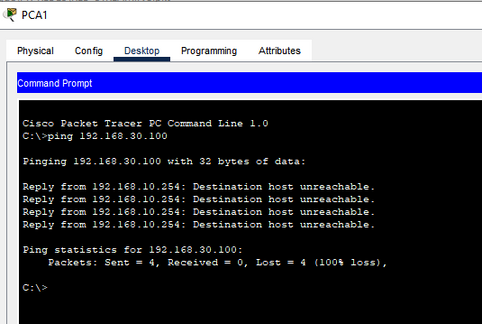 PCA1
Physical Config Desktop Programming Attributes
Command Prompt
Cisco Packet Tracer PC Command Line 1.0
C:\>ping 192.168.30.100
Pinging 192.168.30.100 with 32 bytes of data:
Reply from 192.168.10.254: Destination host unreachable.
Reply from 192.168.10.254: Destination host unreachable.
Reply from 192.168.10.254: Destination host unreachable.
Reply from 192.168.10.254: Destination host unreachable.
Ping statistics for 192.168.30.100:
Packets: Sent = 4, Received = 0, Lost = 4 (100% loss),
C:\>